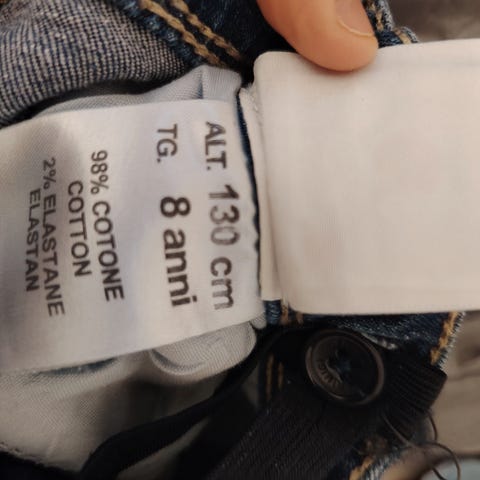 ALT. 130 cm
TG. 8 anni
98% COTONE
COTTON
2% ELASTANE
ELASTAN